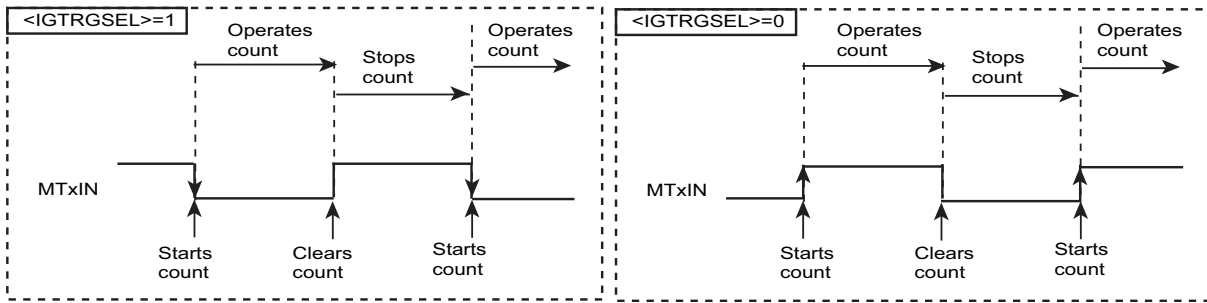 <IGTRGSEL>=1
Operates
count
Stops
count
Operates
count
MTxIN
Starts
count
Clears
count
Starts
count
<IGTRGSEL>=0
Operates
count
Stops
count
Operates
count
MTxIN
Starts
count
Clears
count
Starts
count